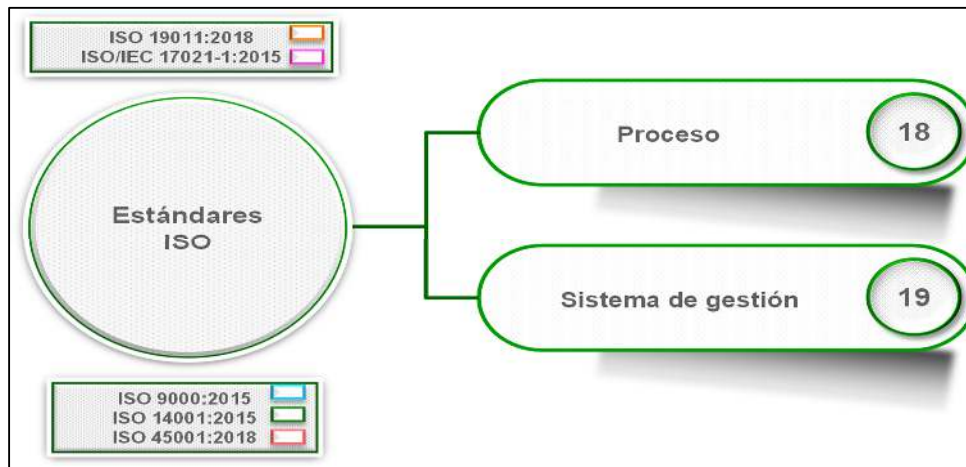 ISO 19011:2018
ISO/IEC 17021-1:2015
Estándares
ISO
Proceso
18
Sistema de gestión
19
ISO 9000:2015
ISO 14001:2015
ISO 45001:2018